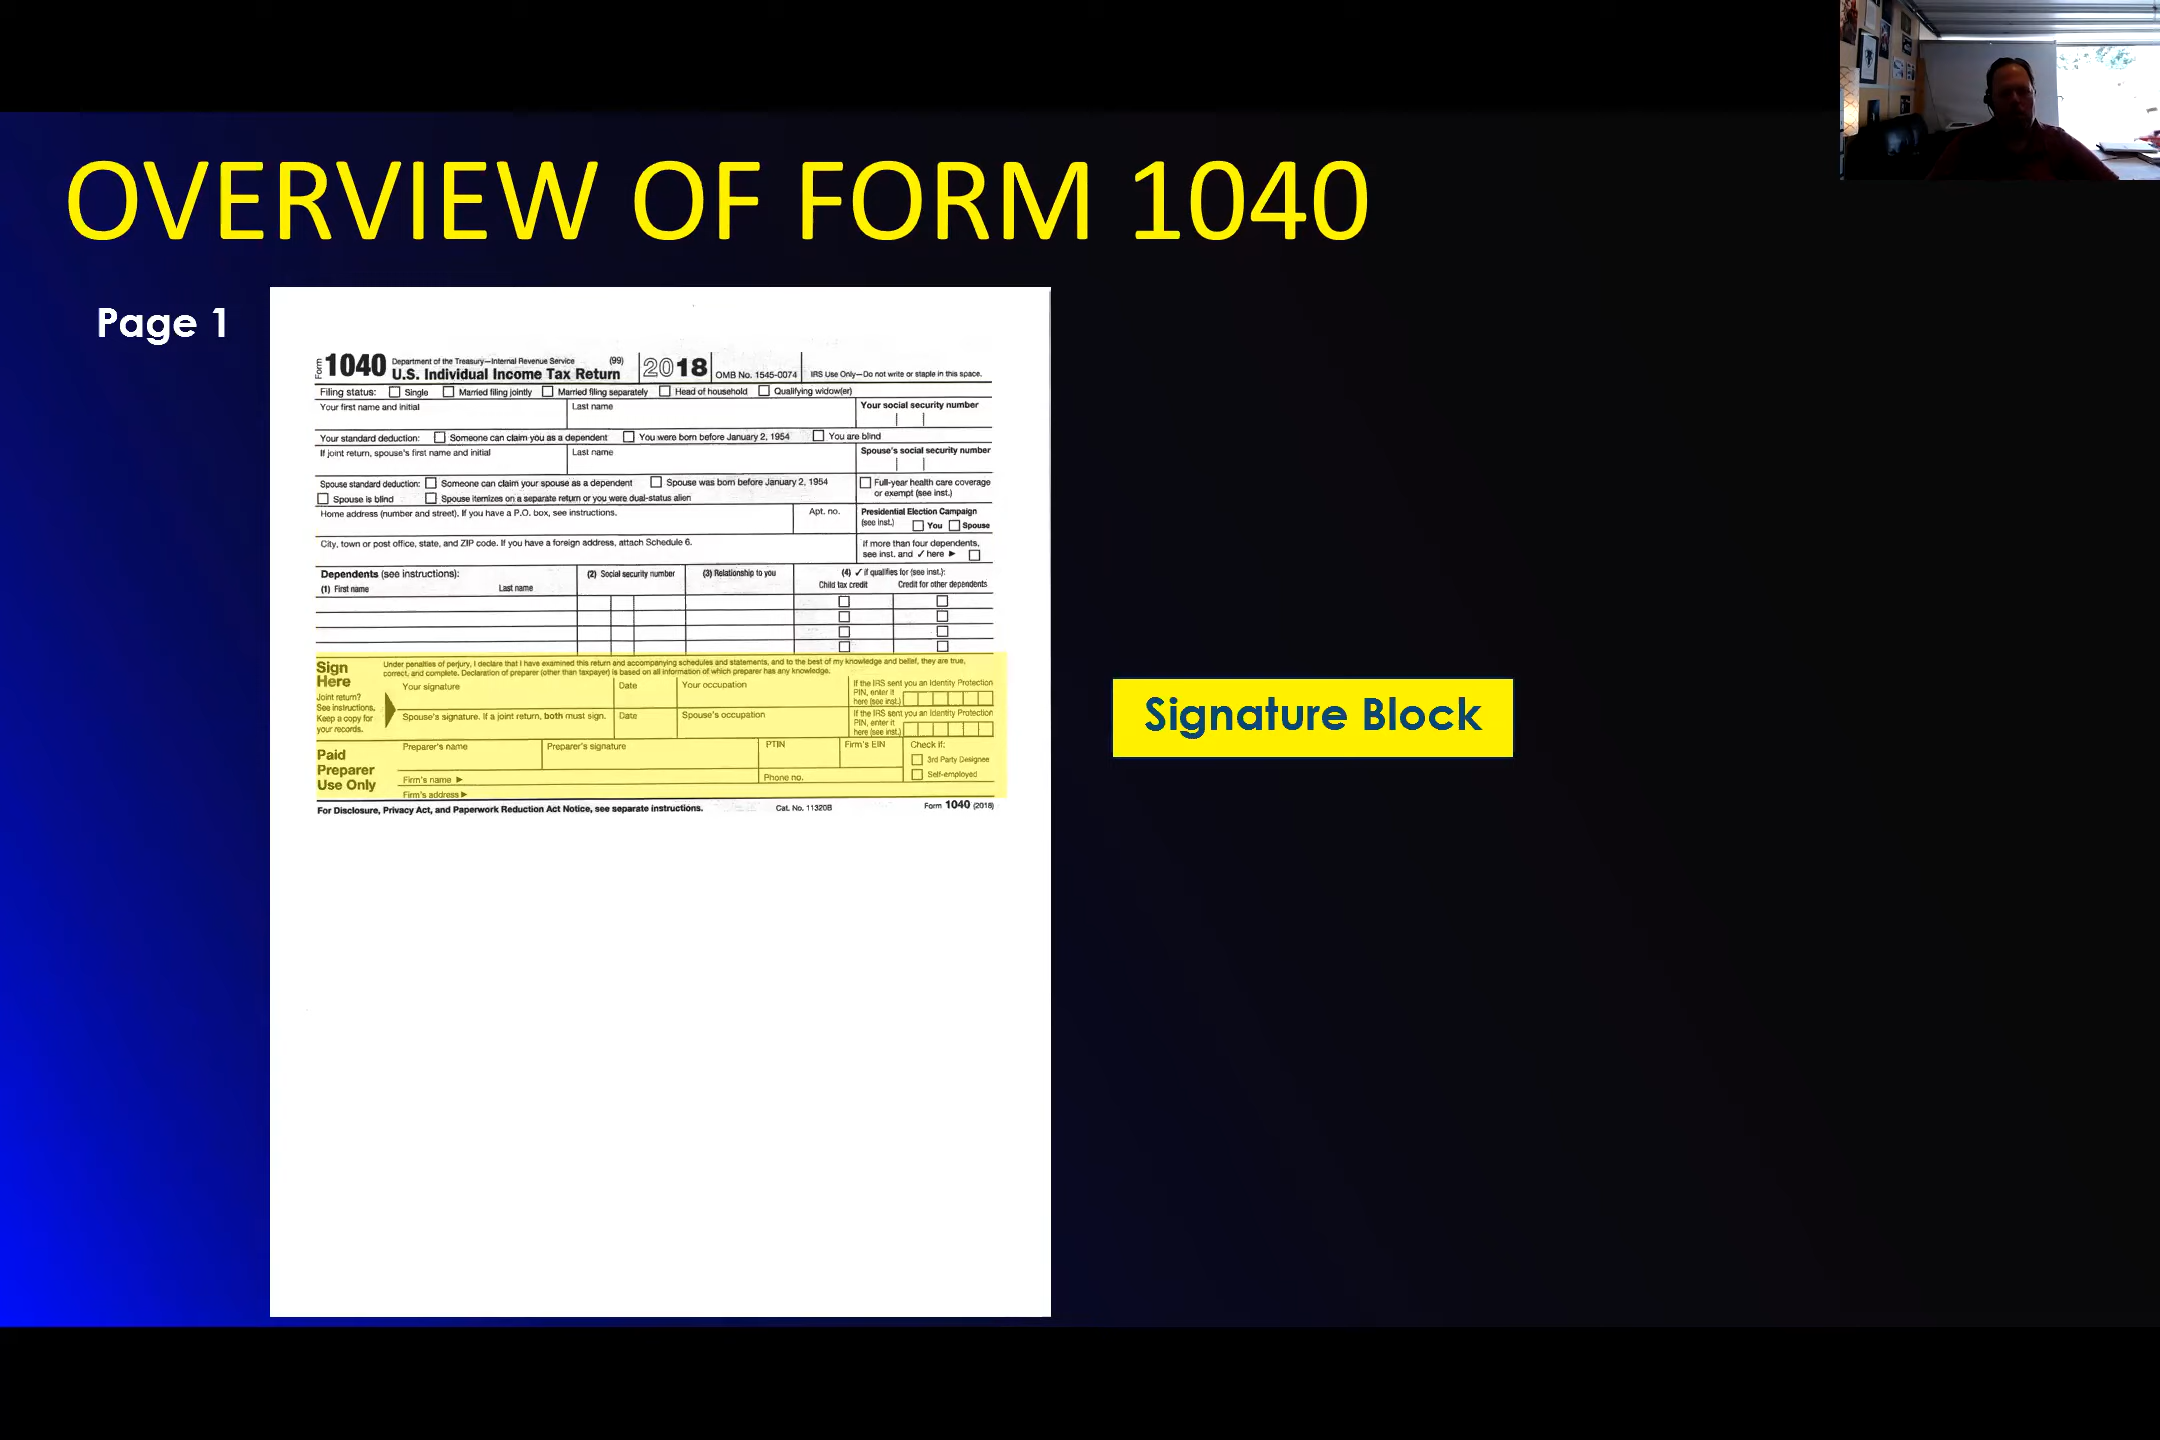 OVERVIEW OF FORM 1040
Page 1
Form 1040 Department of the Treasury—Internal Revenue Service (99)
U.S. Individual Income Tax Return
2018
OMB No. 1545-0074
IRS Use Only—Do not write or staple in this space.
Filing status: Single Married filing jointly Married filing separately Head of household Qualifying widow(er)
Your first name and initial Last name Your social security number
Your standard deduction: Someone can claim you as a dependent You were born before January 2, 1954 You are blind
If joint return, spouse's first name and initial Last name Spouse's social security number
Spouse standard deduction: Someone can claim your spouse as a dependent Spouse was born before January 2, 1954
Spouse is blind Spouse itemizes on a separate return or you were dual-status alien
Full-year health care coverage
or exempt (see inst.)
Home address (number and street). If you have a P.O. box, see instructions. Apt. no.
Presidential Election Campaign
(see inst.) You Spouse
City, town or post office, state, and ZIP code. If you have a foreign address, attach Schedule 6.
If more than four dependents,
see inst. and ✓ here ►
Dependents (see instructions): (2) Social security number (3) Relationship to you (4) ✓ if qualifies for (see inst.):
(1) First name Last name Child tax credit Credit for other dependents
Sign
Here
Joint return?
See instructions.
Keep a copy for
your records.
Under penalties of perjury, I declare that I have examined this return and accompanying schedules and statements, and to the best of my knowledge and belief, they are true,
correct, and complete. Declaration of preparer (other than taxpayer) is based on all information of which preparer has any knowledge.
Your signature Date Your occupation
If the IRS sent you an Identity Protection
PIN, enter it
here (see inst.)
Spouse's signature. If a joint return, both must sign. Date Spouse's occupation
If the IRS sent you an Identity Protection
PIN, enter it
here (see inst.)
Paid
Preparer
Use Only
Preparer's name Preparer's signature PTIN Firm's EIN Check if:
3rd Party Designee
Self-employed
Firm's name ► Phone no.
Firm's address ►
For Disclosure, Privacy Act, and Paperwork Reduction Act Notice, see separate instructions. Cat. No. 11320B Form 1040 (2018)
Signature Block